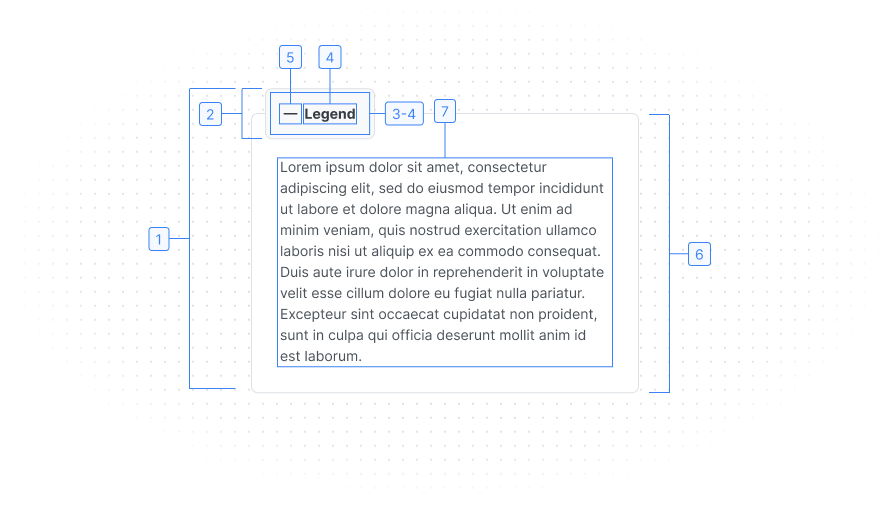 5
4
2
— Legend
3-4
7
Lorem ipsum dolor sit amet, consectetur
adipiscing elit, sed do eiusmod tempor incididunt
ut labore et dolore magna aliqua. Ut enim ad
minim veniam, quis nostrud exercitation ullamco
laboris nisi ut aliquip ex ea commodo consequat.
Duis aute irure dolor in reprehenderit in voluptate
velit esse cillum dolore eu fugiat nulla pariatur.
Excepteur sint occaecat cupidatat non proident,
sunt in culpa qui officia deserunt mollit anim id
est laborum.
1
6